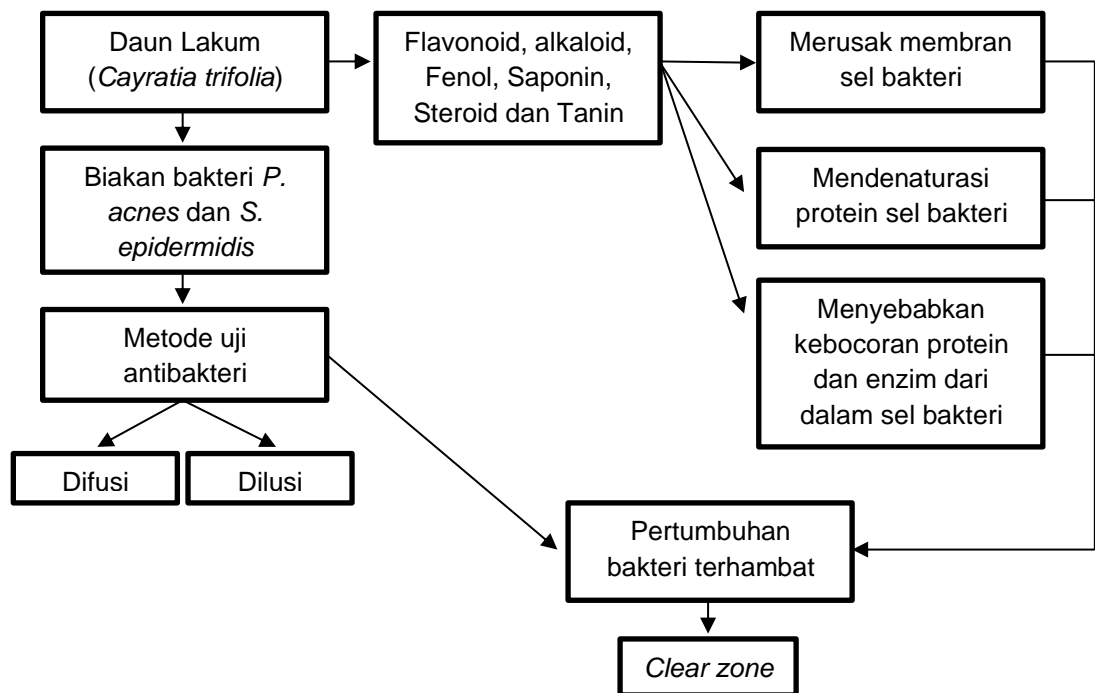 Daun Lakum
(Cayratia trifolia)
Flavonoid, alkaloid,
Fenol, Saponin,
Steroid dan Tanin
Merusak membran
sel bakteri
Biakan bakteri P.
acnes dan S.
epidermidis
Mendenaturasi
protein sel bakteri
Metode uji
antibakteri
Menyebabkan
kebocoran protein
dan enzim dari
dalam sel bakteri
Difusi
Dilusi
Pertumbuhan
bakteri terhambat
Clear zone